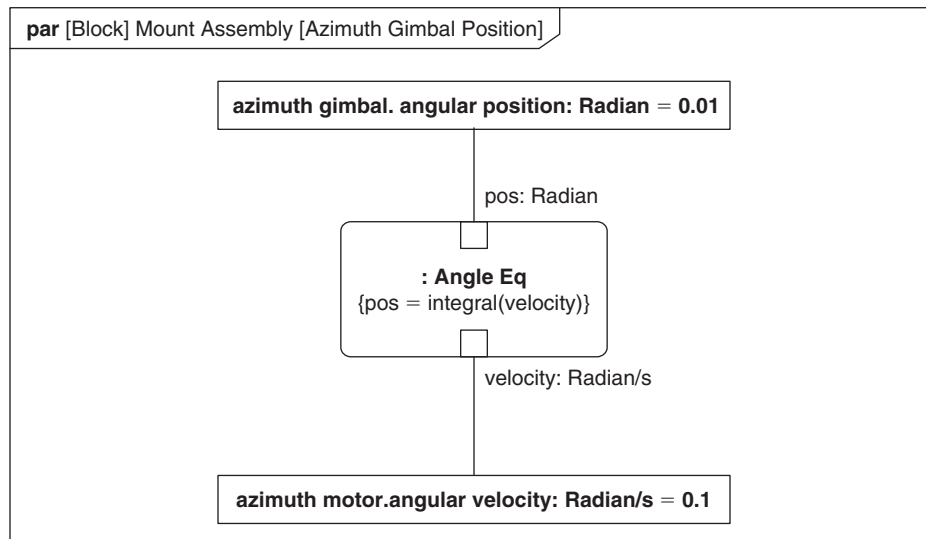 par [Block] Mount Assembly [Azimuth Gimbal Position]
azimuth gimbal. angular position: Radian = 0.01
pos: Radian
: Angle Eq
{pos = integral(velocity)}
velocity: Radian/s
azimuth motor.angular velocity: Radian/s = 0.1